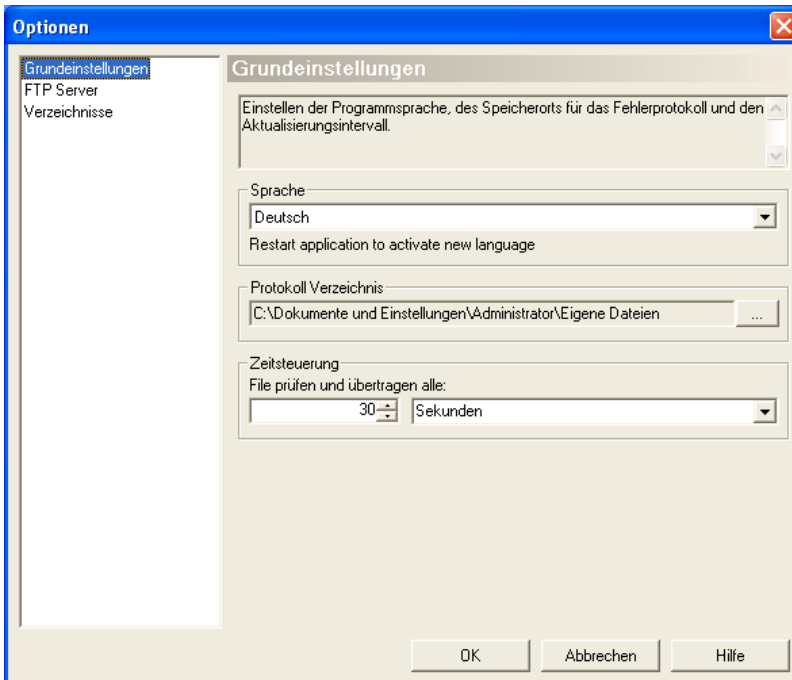 Optionen
Grundeinstellungen
FTP Server
Verzeichnisse
Grundeinstellungen
Einstellen der Programmsprache, des Speicherorts für das Fehlerprotokoll und den
Aktualisierungsintervall.
Sprache
Deutsch
Restart application to activate new language
Protokoll Verzeichnis
C:\Dokumente und Einstellungen\Administrator\Eigene Dateien
...
Zeitsteuerung
File prüfen und übertragen alle:
30 Sekunden
OK Abbrechen Hilfe